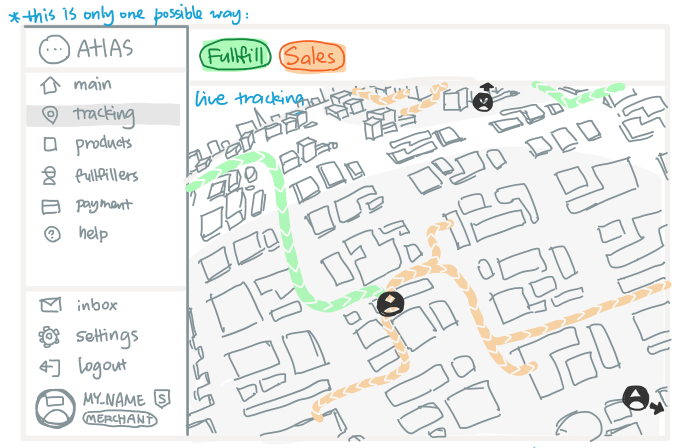 * this is only one possible way:
ATLAS
Fullfill Sales
main
live tracking
tracking
products
fullfillers
payment
help
inbox
settings
logout
MY_NAME S
MERCHANT